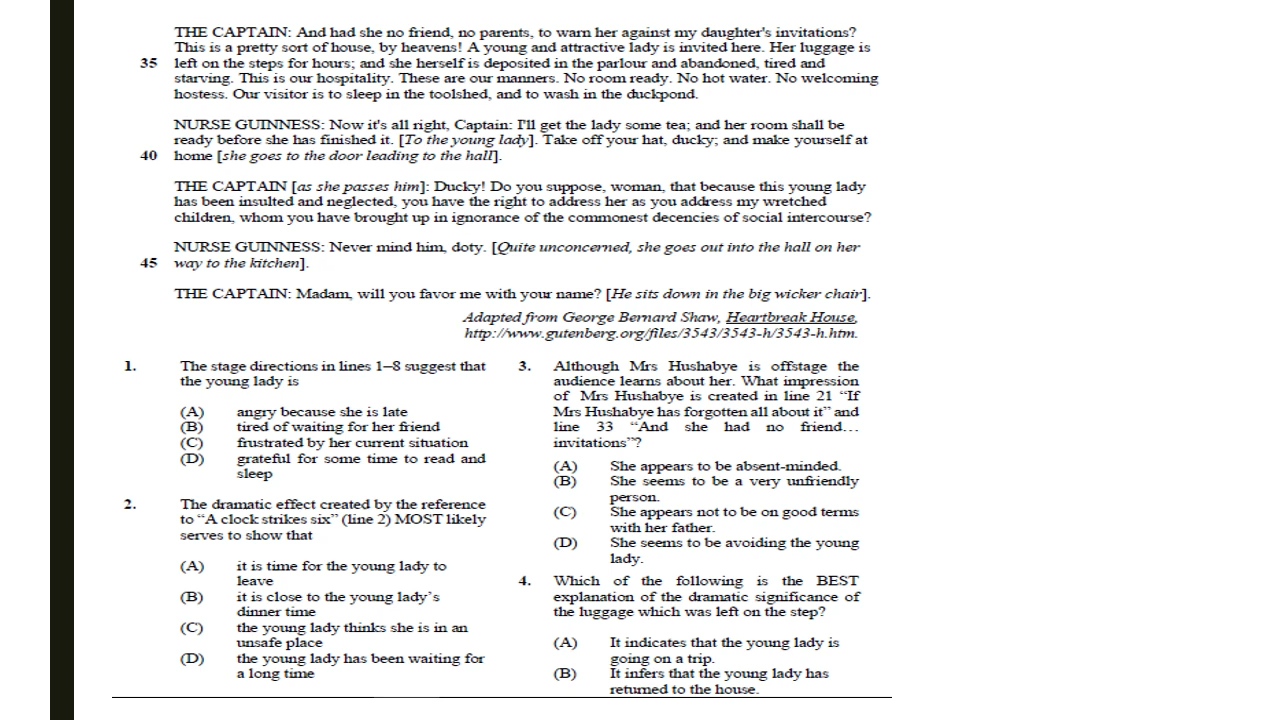 THE CAPTAIN: And had she no friend, no parents, to warn her against my daughter's invitations?
This is a pretty sort of house, by heavens! A young and attractive lady is invited here. Her luggage is
35 left on the steps for hours; and she herself is deposited in the parlour and abandoned, tired and
starving. This is our hospitality. These are our manners. No room ready. No hot water. No welcoming
hostess. Our visitor is to sleep in the toolshed, and to wash in the duckpond.
NURSE GUINNESS: Now it's all right, Captain: I'll get the lady some tea; and her room shall be
ready before she has finished it. [To the young lady]. Take off your hat, ducky; and make yourself at
40 home [she goes to the door leading to the hall].
THE CAPTAIN [as she passes him]: Ducky! Do you suppose, woman, that because this young lady
has been insulted and neglected, you have the right to address her as you address my wretched
children, whom you have brought up in ignorance of the commonest decencies of social intercourse?
NURSE GUINNESS: Never mind him, doty. [Quite unconcerned, she goes out into the hall on her
45 way to the kitchen].
THE CAPTAIN: Madam, will you favor me with your name? [He sits down in the big wicker chair].
Adapted from George Bernard Shaw, Heartbreak House,
http://www.gutenberg.org/files/3543/3543-h/3543-h.htm.
1. The stage directions in lines 1–8 suggest that
the young lady is
(A) angry because she is late
(B) tired of waiting for her friend
(C) frustrated by her current situation
(D) grateful for some time to read and
sleep
2. The dramatic effect created by the reference
to “A clock strikes six” (line 2) MOST likely
serves to show that
(A) it is time for the young lady to
leave
(B) it is close to the young lady’s
dinner time
(C) the young lady thinks she is in an
unsafe place
(D) the young lady has been waiting for
a long time
3. Although Mrs Hushabye is offstage the
audience learns about her. What impression
of Mrs Hushabye is created in line 21 “If
Mrs Hushabye has forgotten all about it” and
line 33 “And she had no friend…
invitations”?
(A) She appears to be absent-minded.
(B) She seems to be a very unfriendly
person.
(C) She appears not to be on good terms
with her father.
(D) She seems to be avoiding the young
lady.
4. Which of the following is the BEST
explanation of the dramatic significance of
the luggage which was left on the step?
(A) It indicates that the young lady is
going on a trip.
(B) It infers that the young lady has
returned to the house.